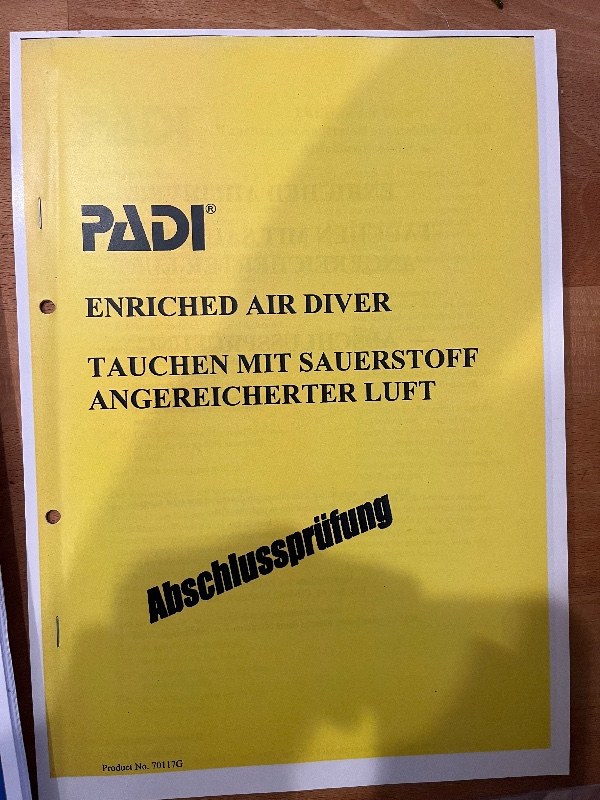 PADI®
ENRICHED AIR DIVER
TAUCHEN MIT SAUERSTOFF
ANGEREICHERTER LUFT
Abschlussprüfung
Product No. 70117G